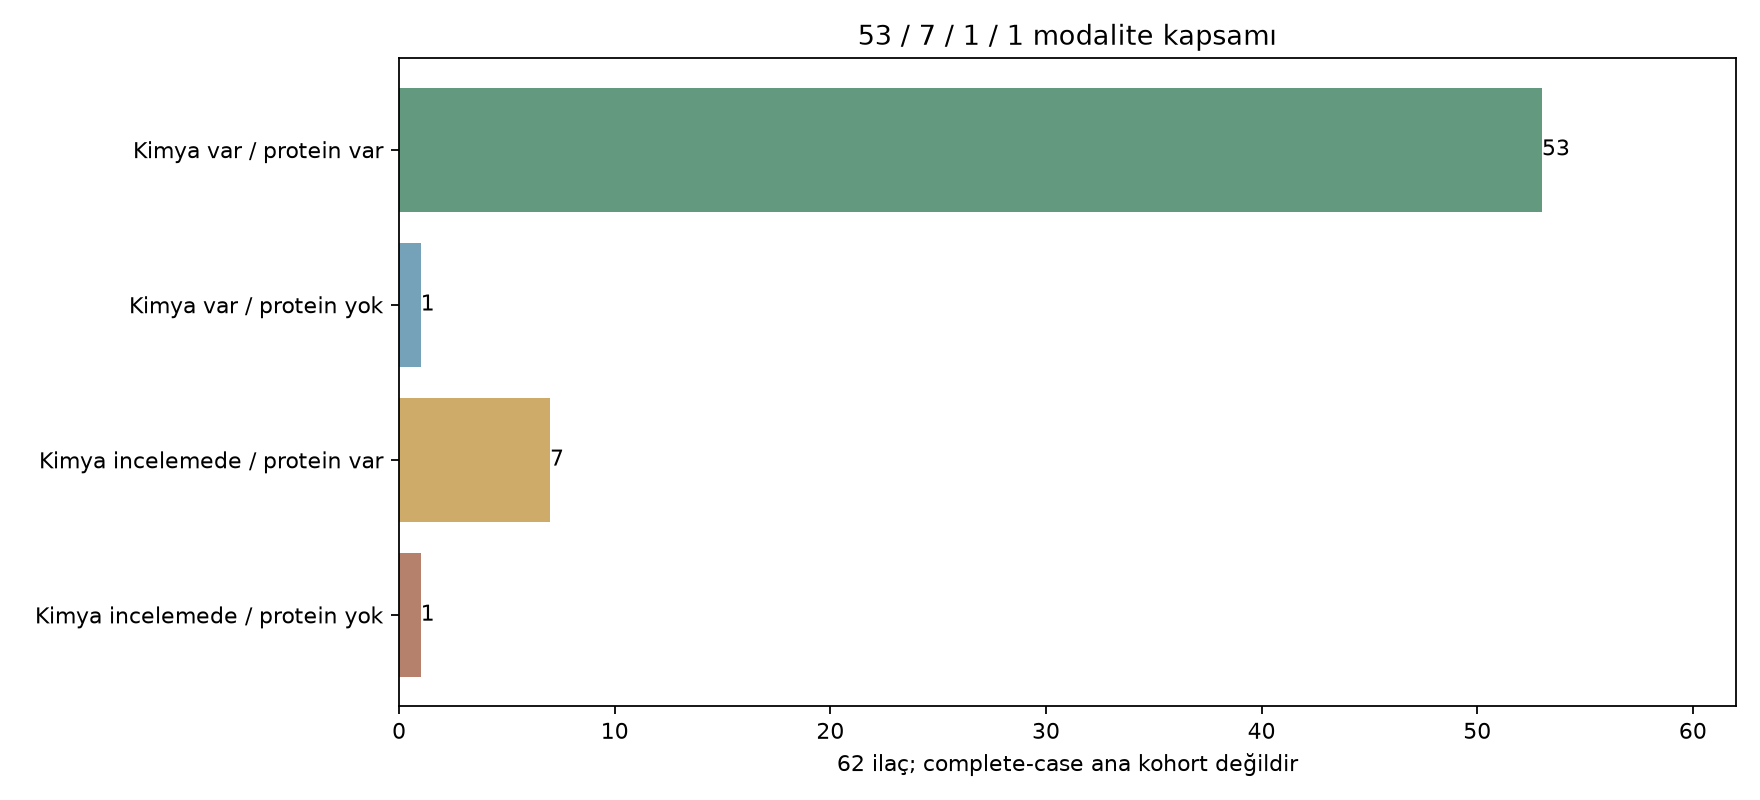 53 / 7 / 1 / 1 modalite kapsamı
Kimya var / protein var
53
Kimya var / protein yok
1
Kimya incelemede / protein var
7
Kimya incelemede / protein yok
1
0 10 20 30 40 50 60
62 ilaç; complete-case ana kohort değildir